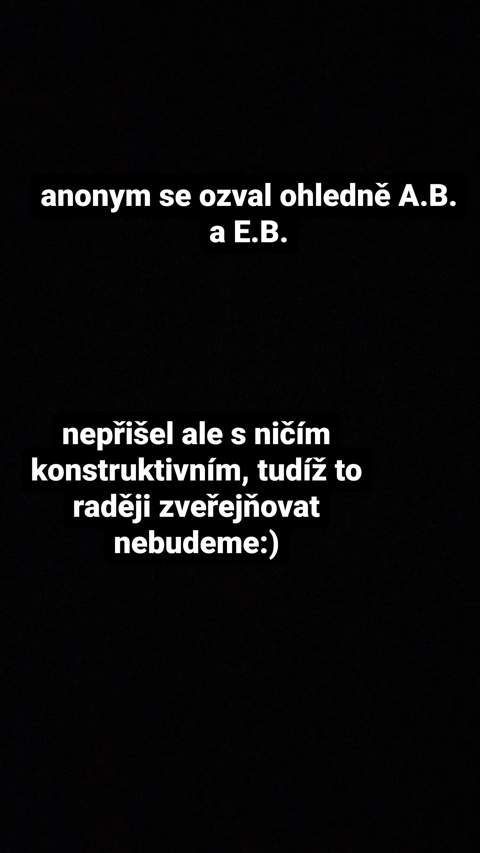 anonym se ozval ohledně A.B.
a E.B.
nepřišel ale s ničím
konstruktivním, tudíž to
raději zveřejňovat
nebudeme:)